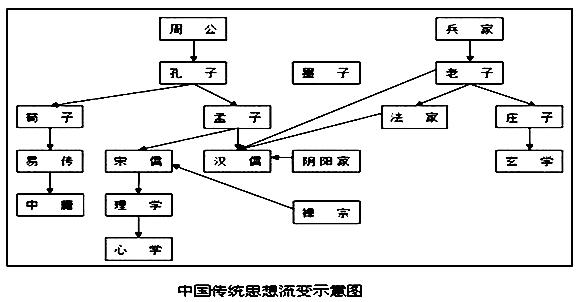 周公 兵家
孔子 墨子 老子
荀子 孟子 法家 庄子
易传 宋儒 汉儒 阴阳家 玄学
中庸 理学 禅宗
心学
中国传统思想流变示意图